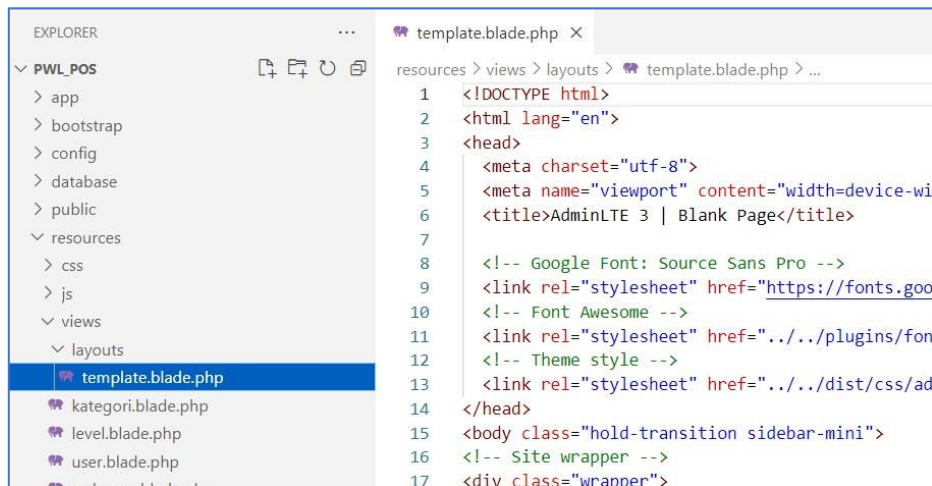 EXPLORER
PWL_POS
app
bootstrap
config
database
public
resources
css
js
views
layouts
template.blade.php
kategori.blade.php
level.blade.php
user.blade.php
template.blade.php
resources > views > layouts > template.blade.php > ...
1 <!DOCTYPE html>
2 <html lang="en">
3 <head>
4 <meta charset="utf-8">
5 <meta name="viewport" content="width=device-wi
6 <title>AdminLTE 3 | Blank Page</title>
7
8 <!-- Google Font: Source Sans Pro -->
9 <link rel="stylesheet" href="https://fonts.goo
10 <!-- Font Awesome -->
11 <link rel="stylesheet" href="../../plugins/fon
12 <!-- Theme style -->
13 <link rel="stylesheet" href="../../dist/css/ad
14 </head>
15 <body class="hold-transition sidebar-mini">
16 <!-- Site wrapper -->
17 <div class="wrapper">